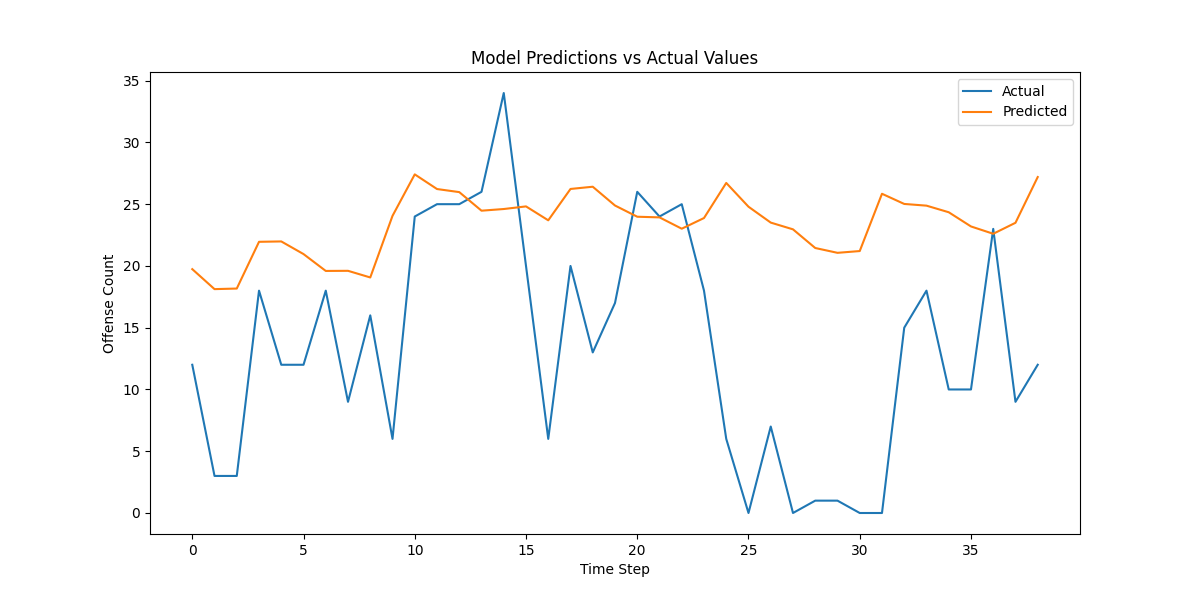 Model Predictions vs Actual Values
Actual
Predicted
Offense Count
35
30
25
20
15
10
5
0
0 5 10 15 20 25 30 35
Time Step